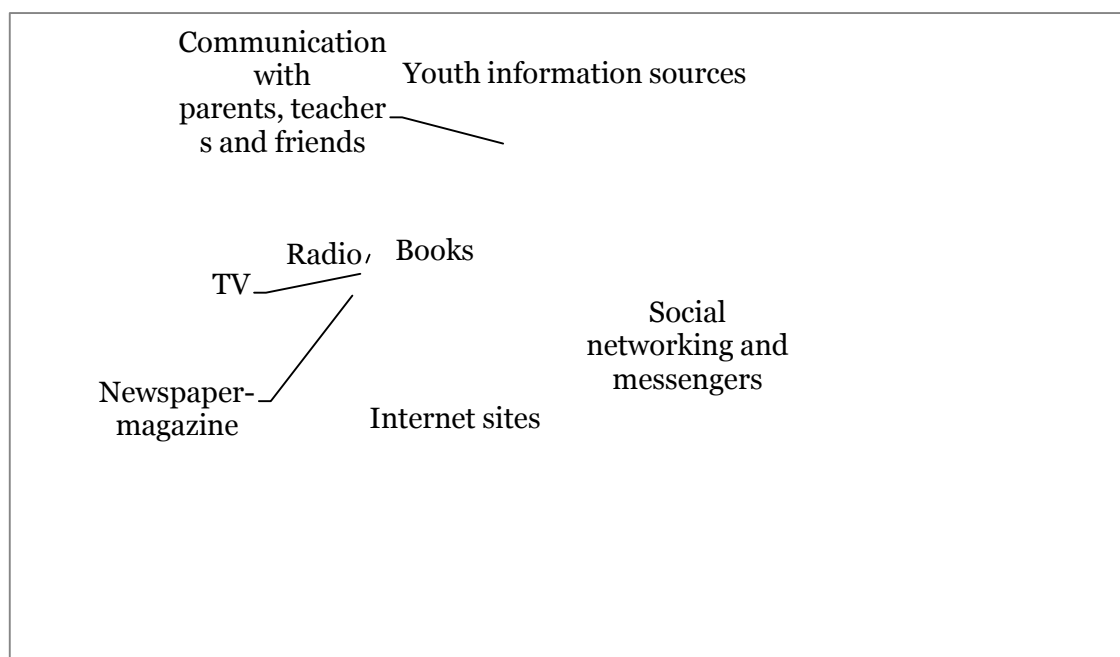 Youth information sources
Communication
with
parents, teacher
s and friends
Radio
Books
TV
Social
networking and
messengers
Newspaper-
magazine
Internet sites